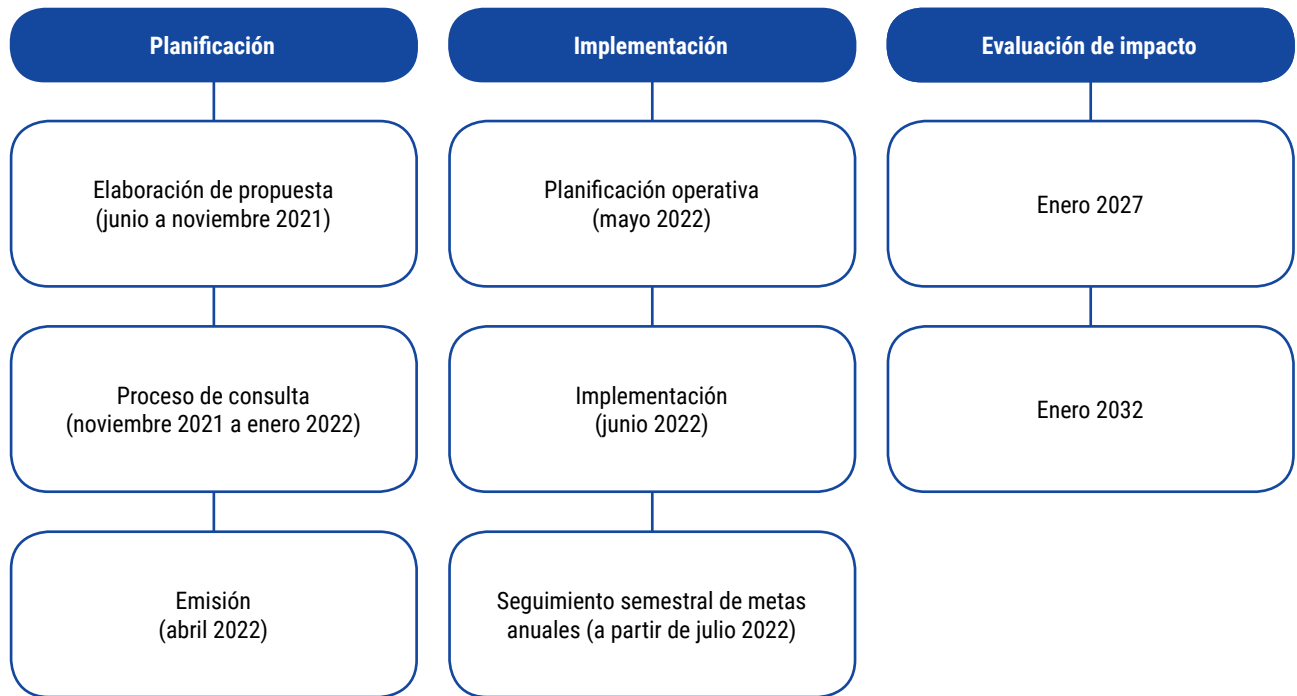 Planificación
Elaboración de propuesta
(junio a noviembre 2021)
Proceso de consulta
(noviembre 2021 a enero 2022)
Emisión
(abril 2022)
Implementación
Planificación operativa
(mayo 2022)
Implementación
(junio 2022)
Seguimiento semestral de metas
anuales (a partir de julio 2022)
Evaluación de impacto
Enero 2027
Enero 2032